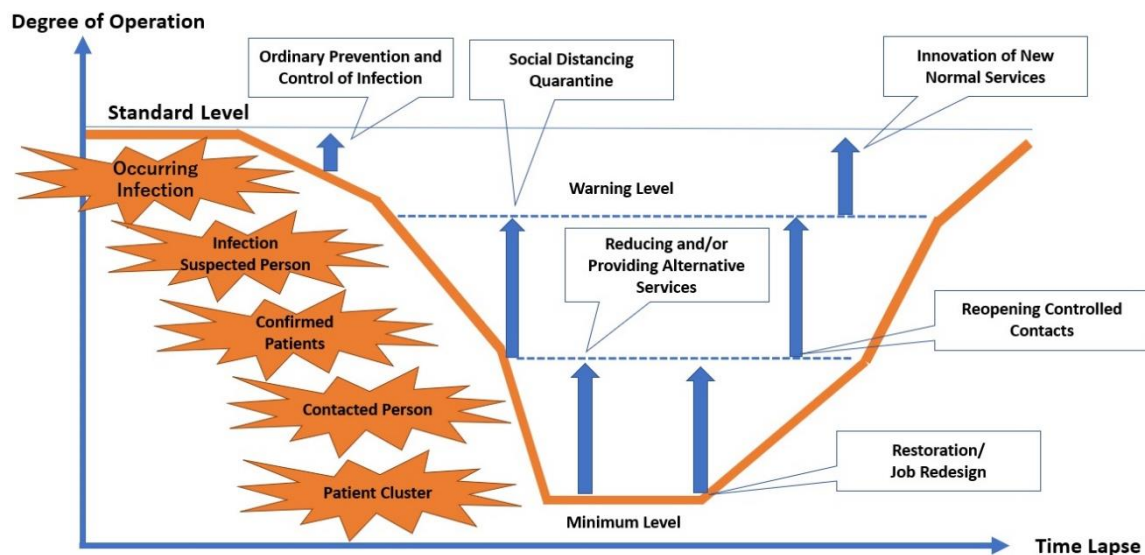 Degree of Operation
Ordinary Prevention and
Control of Infection
Social Distancing
Quarantine
Innovation of New
Normal Services
Standard Level
Occurring
Infection
Warning Level
Infection
Suspected Person
Reducing and/or
Providing Alternative
Services
Confirmed
Patients
Reopening Controlled
Contacts
Contacted Person
Restoration/
Job Redesign
Patient Cluster
Minimum Level
Time Lapse